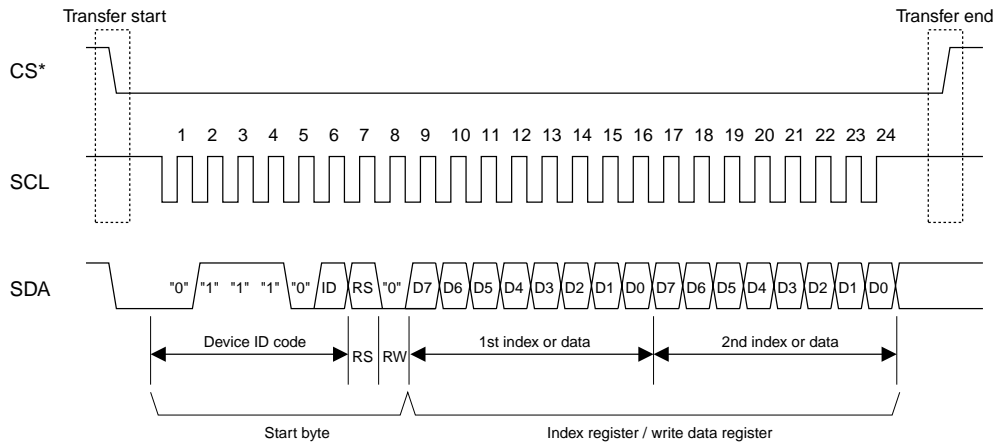 Transfer start Transfer end
CS*
1 2 3 4 5 6 7 8 9 10 11 12 13 14 15 16 17 18 19 20 21 22 23 24
SCL
SDA "0" "1" "1" "1" "0" ID RS "0" D7 D6 D5 D4 D3 D2 D1 D0 D7 D6 D5 D4 D3 D2 D1 D0
Device ID code RS RW 1st index or data 2nd index or data
Start byte Index register / write data register